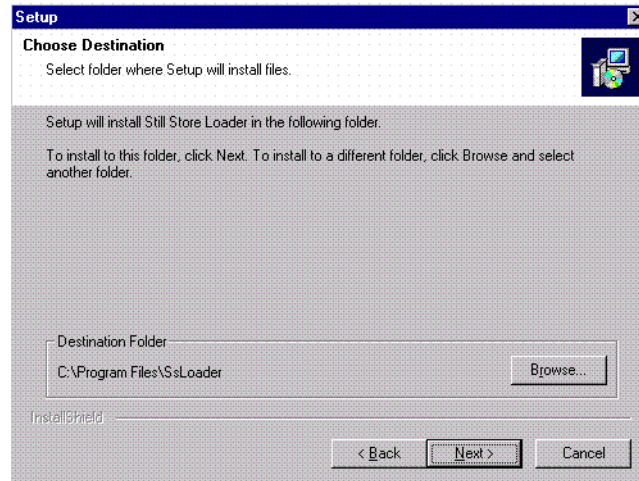 Setup
Choose Destination
Select folder where Setup will install files.
Setup will install Still Store Loader in the following folder.
To install to this folder, click Next. To install to a different folder, click Browse and select
another folder.
Destination Folder
C:\Program Files\SsLoader
Browse...
InstallShield
< Back
Next >
Cancel